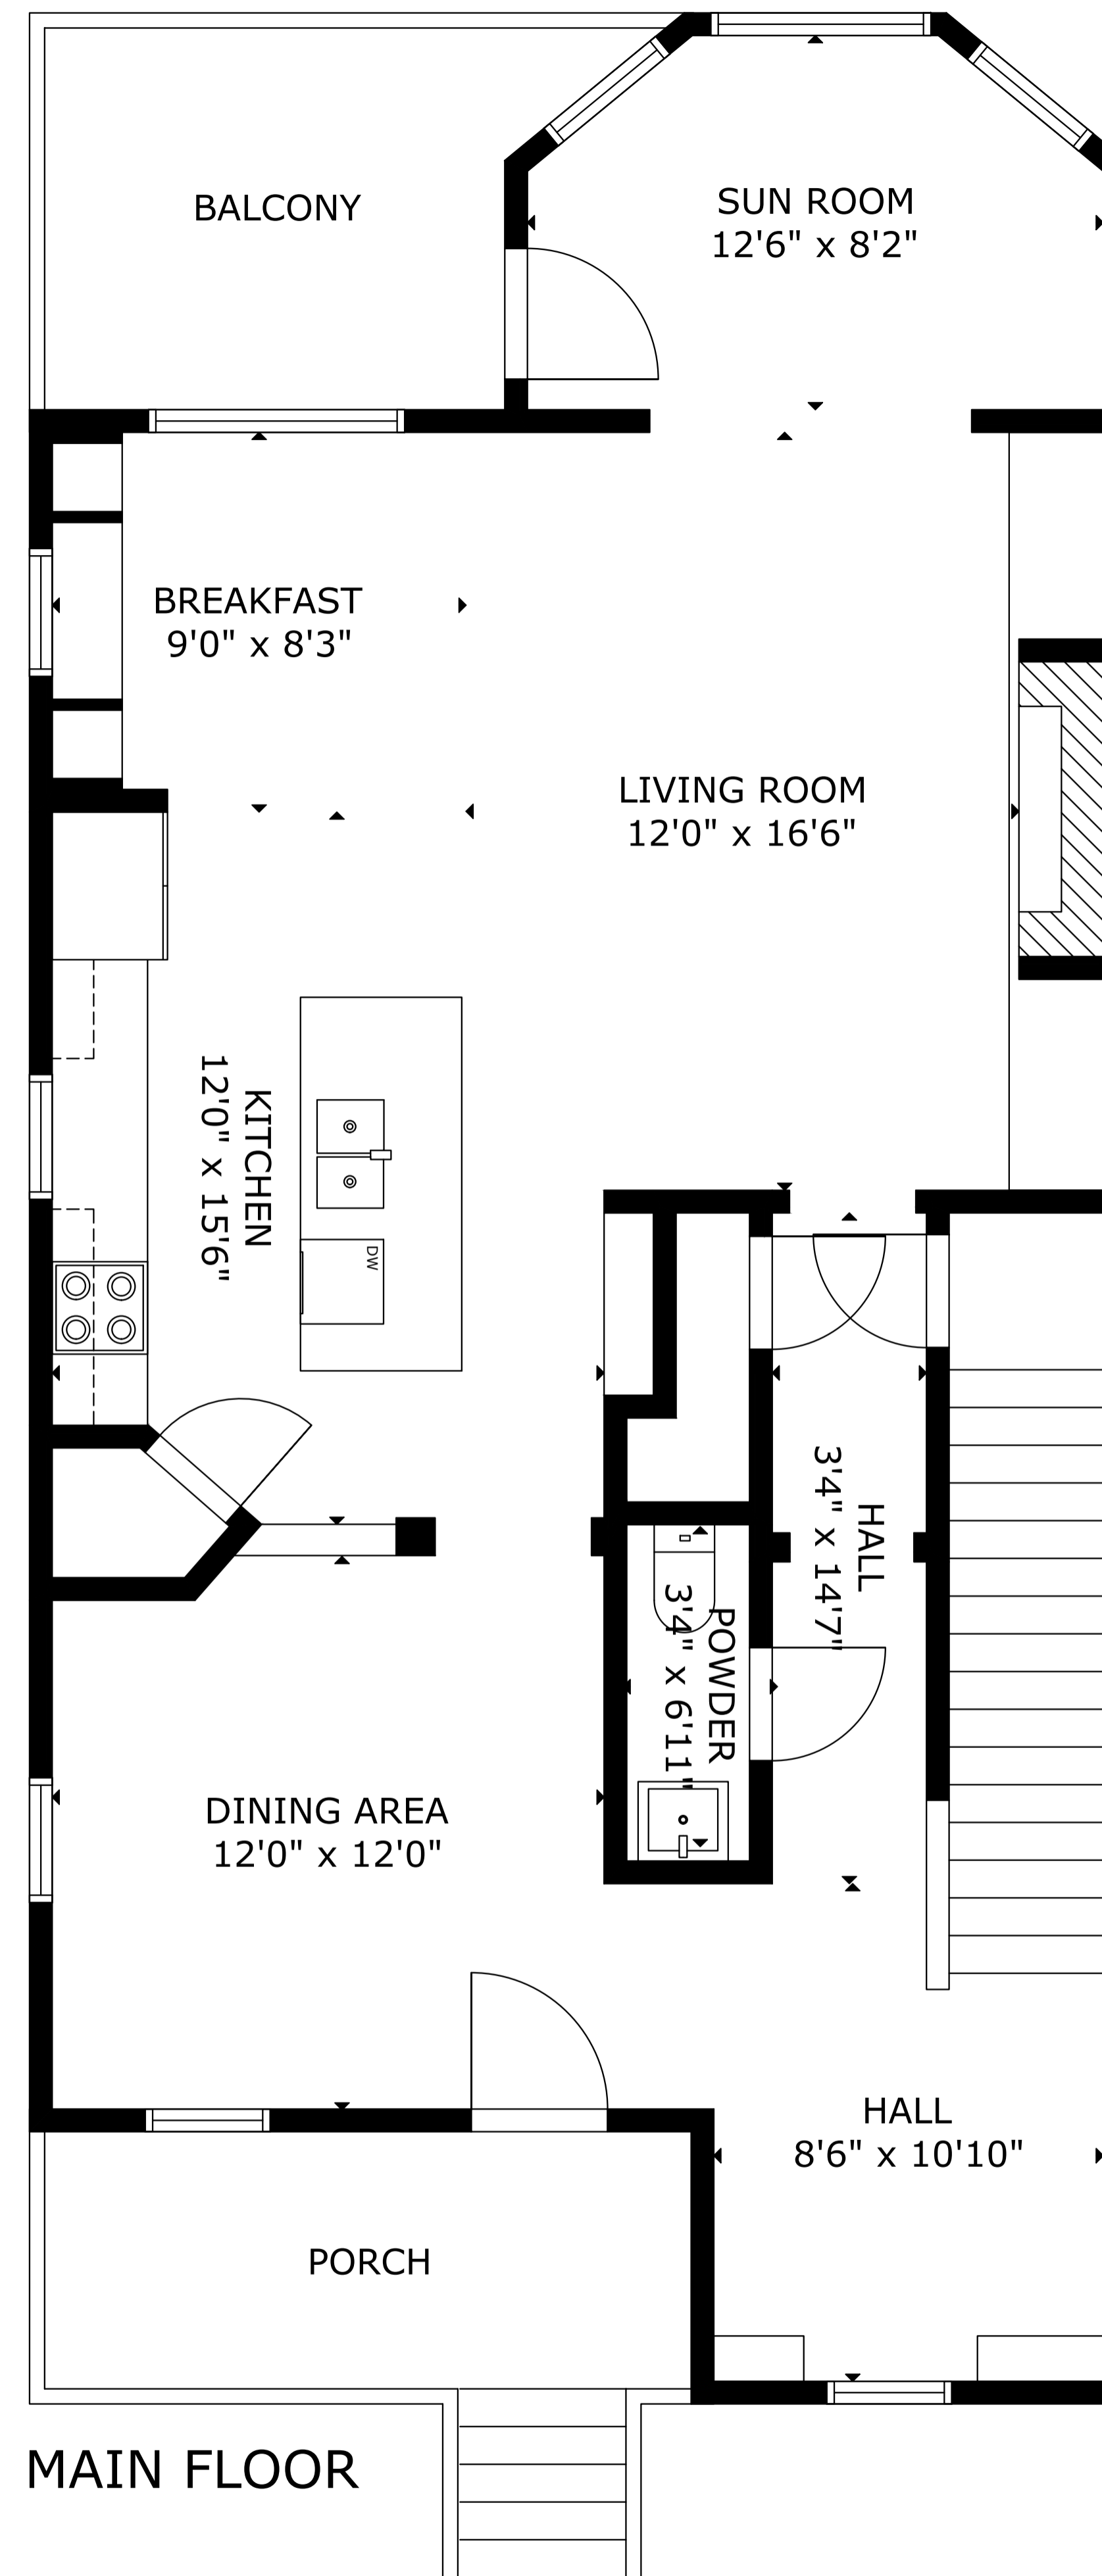 BALCONY
SUN ROOM
12'6" x 8'2"
BREAKFAST
9'0" x 8'3"
LIVING ROOM
12'0" x 16'6"
KITCHEN
12'0" x 15'6"
DW
HALL
3'4" x 14'7"
POWDER
3'4" x 6'11"
DINING AREA
12'0" x 12'0"
HALL
8'6" x 10'10"
PORCH
MAIN FLOOR